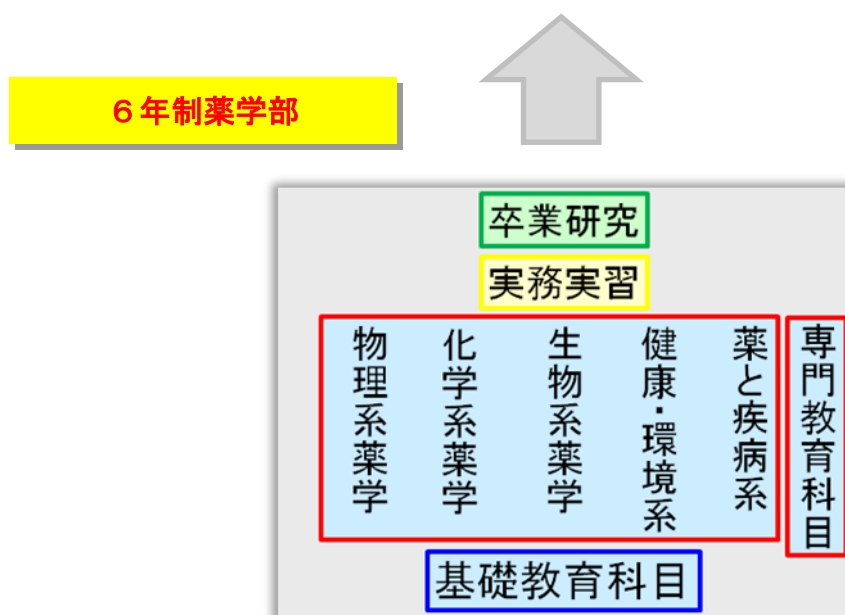 ６年制薬学部
卒業研究
実務実習
物理系薬学
化学系薬学
生物系薬学
健康・環境系
薬と疾病系
専門教育科目
基礎教育科目